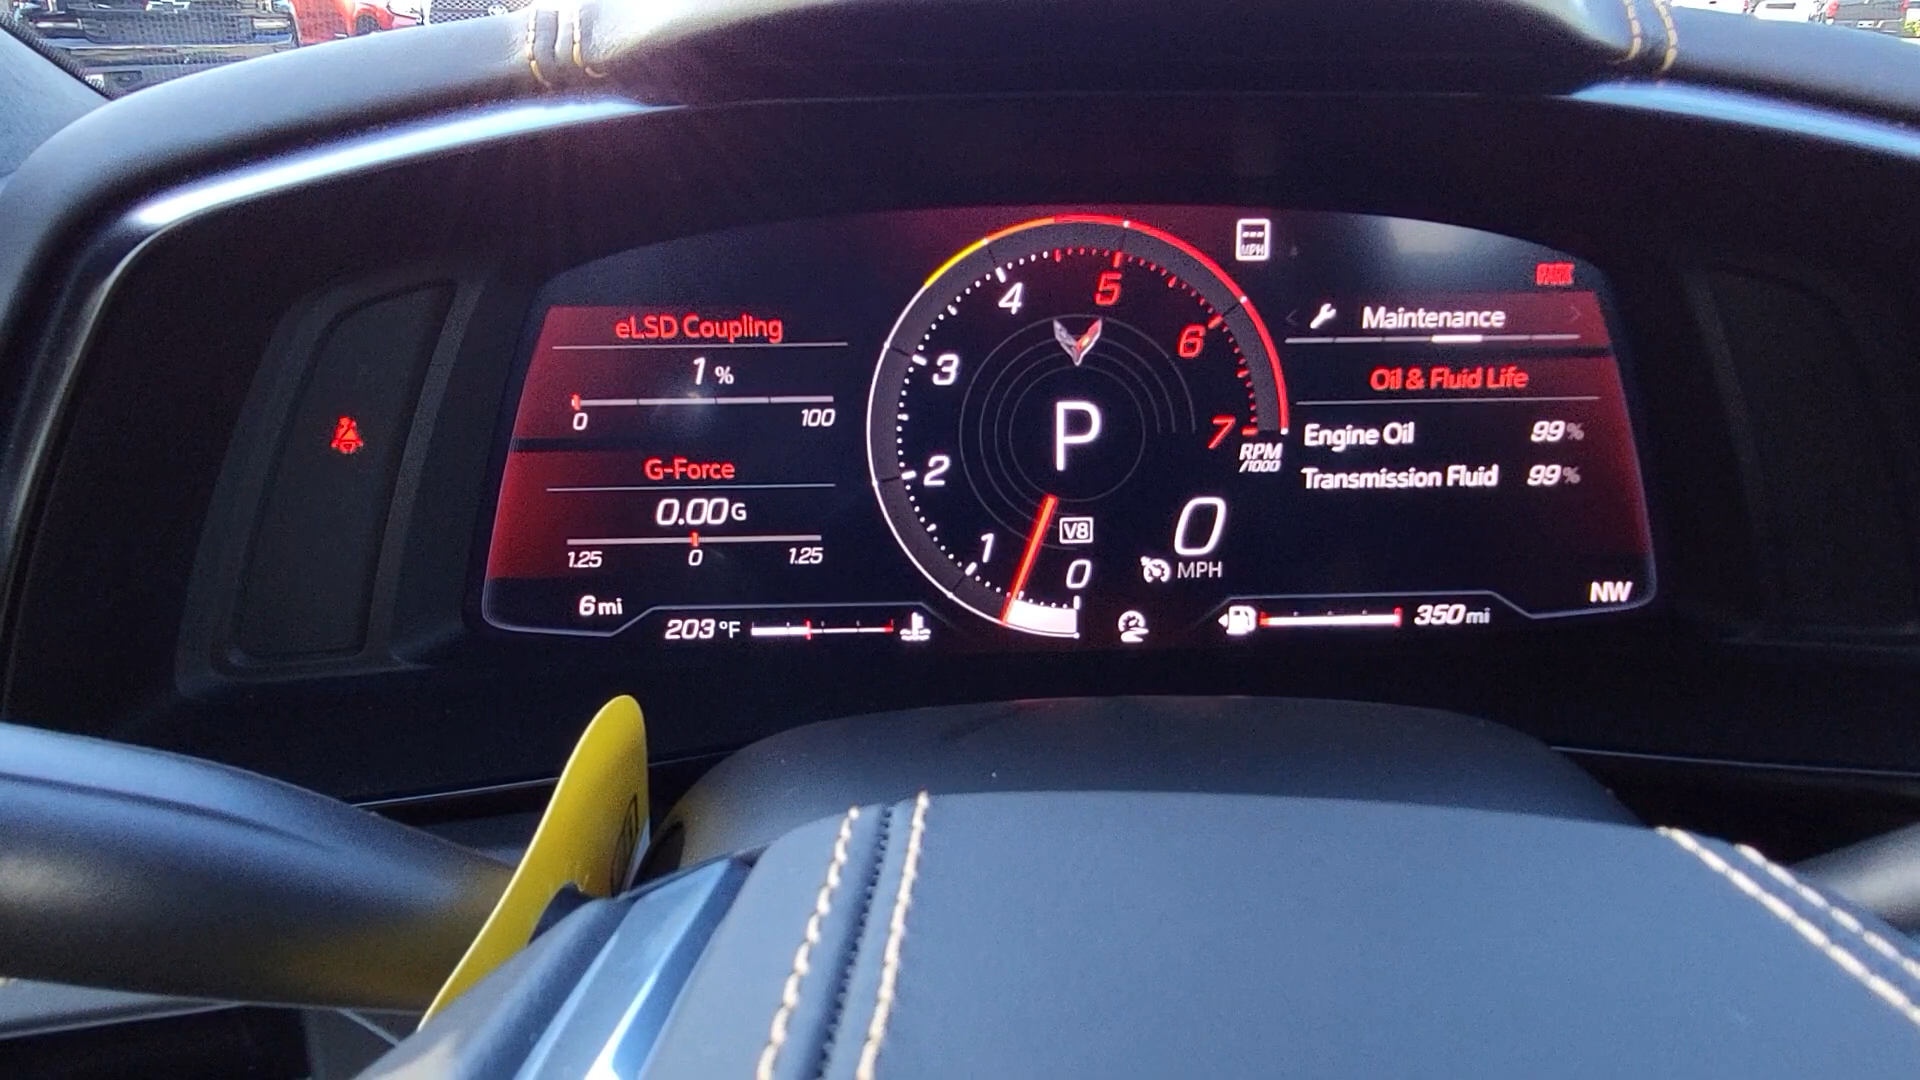 MPH
PARK
eLSD Coupling
1 %
0 100
G-Force
0.00 G
1.25 0 1.25
6 mi
203 °F
4
5
3
6
2
7
RPM
/1000
1
0
P
V8
0
MPH
Maintenance
Oil & Fluid Life
Engine Oil 99 %
Transmission Fluid 99 %
NW
350 mi